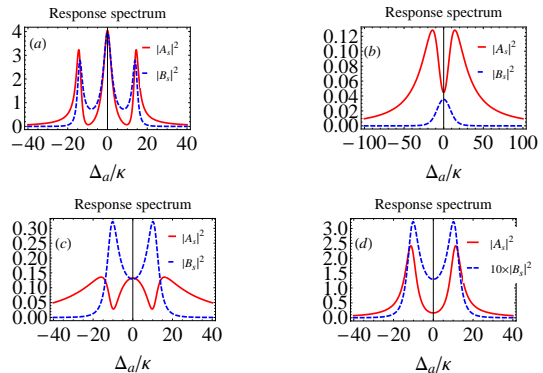 Response spectrum
(a)
|A_s|²
|B_s|²
4
3
2
1
0
−40 −20 0 20 40
Δ_a/κ
Response spectrum
(b)
|A_s|²
|B_s|²
0.12
0.10
0.08
0.06
0.04
0.02
0.00
−100 −50 0 50 100
Δ_a/κ
Response spectrum
(c)
|A_s|²
|B_s|²
0.30
0.25
0.20
0.15
0.10
0.05
0.00
−40 −20 0 20 40
Δ_a/κ
Response spectrum
(d)
|A_s|²
10×|B_s|²
3.0
2.5
2.0
1.5
1.0
0.5
0.0
−40 −20 0 20 40
Δ_a/κ